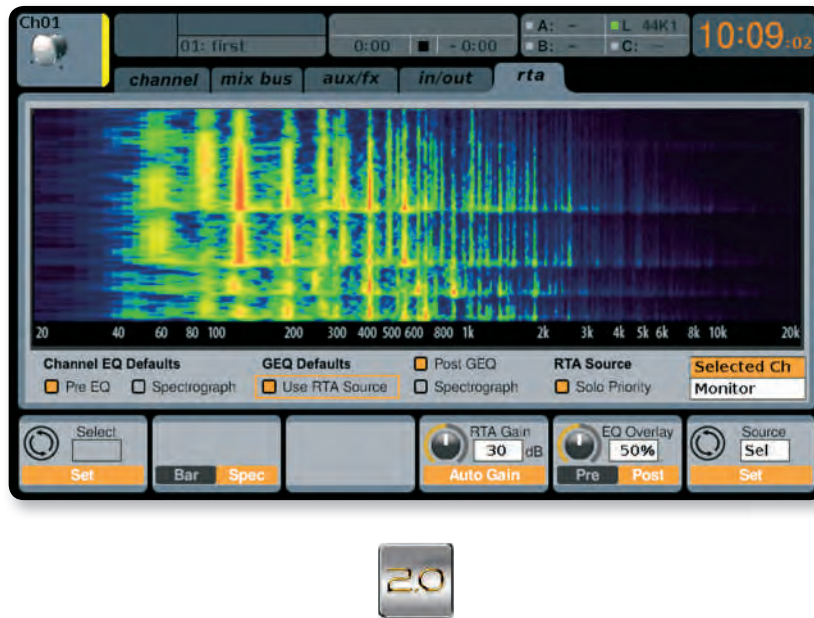 Ch01
01: first
0:00 - 0:00
A: - L 44K1
B: - C: -
10:09:02
channel mix bus aux/fx in/out rta
20 40 60 80 100 200 300 400 500 600 800 1k 2k 3k 4k 5k 6k 8k 10k 20k
Channel EQ Defaults GEQ Defaults Post GEQ RTA Source Selected Ch
Pre EQ Spectrograph Use RTA Source Spectrograph Solo Priority Monitor
Select RTA Gain EQ Overlay Source
30 dB 50% Sel
Set Bar Spec Auto Gain Pre Post Set
2.0